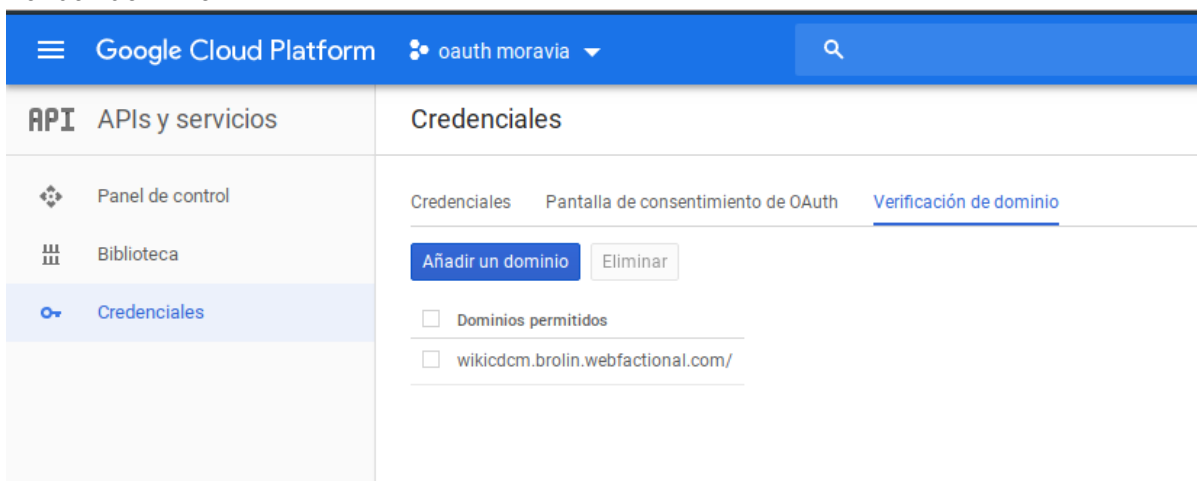 Google Cloud Platform
oauth moravia
API APIs y servicios
Credenciales
Panel de control
Biblioteca
Credenciales
Credenciales Pantalla de consentimiento de OAuth Verificación de dominio
Añadir un dominio Eliminar
Dominios permitidos
wikicdcm.brolin.webfactional.com/